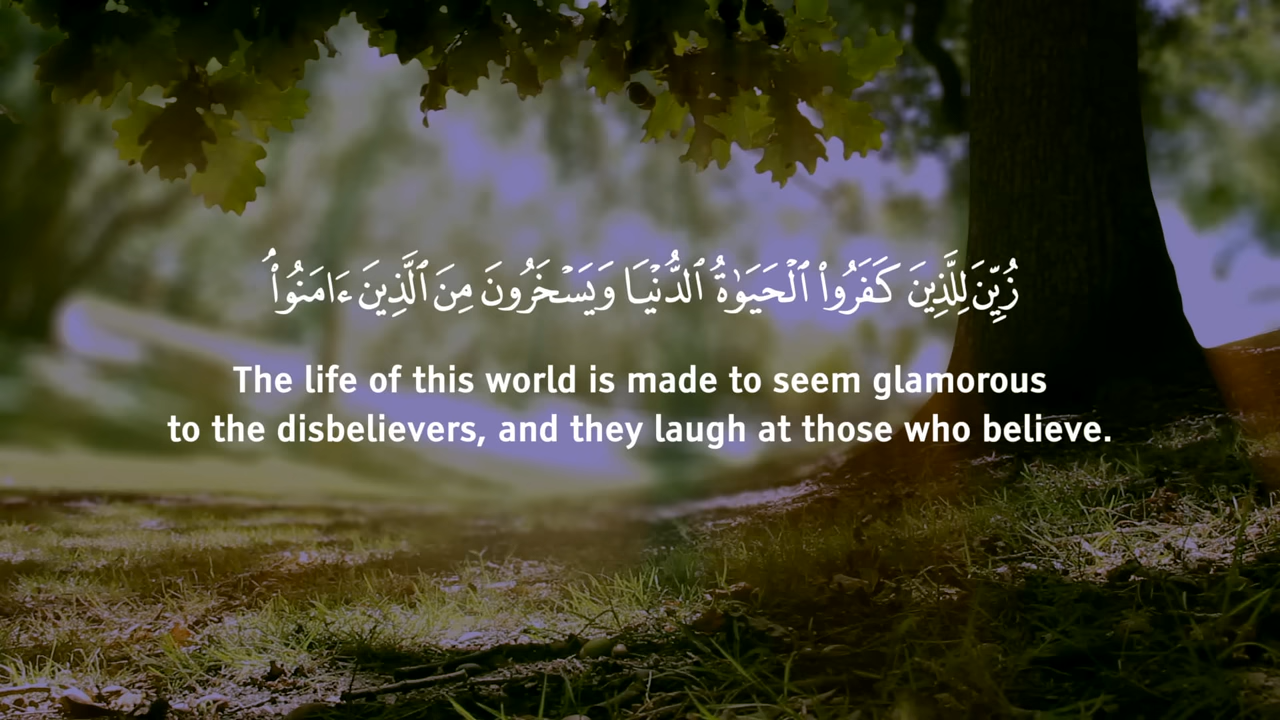 زُيِّنَ لِلَّذِينَ كَفَرُوا۟ ٱلْحَيَوٰةُ ٱلدُّنْيَا وَيَسْخَرُونَ مِنَ ٱلَّذِينَ ءَامَنُوا۟ ۘ
The life of this world is made to seem glamorous
to the disbelievers, and they laugh at those who believe.